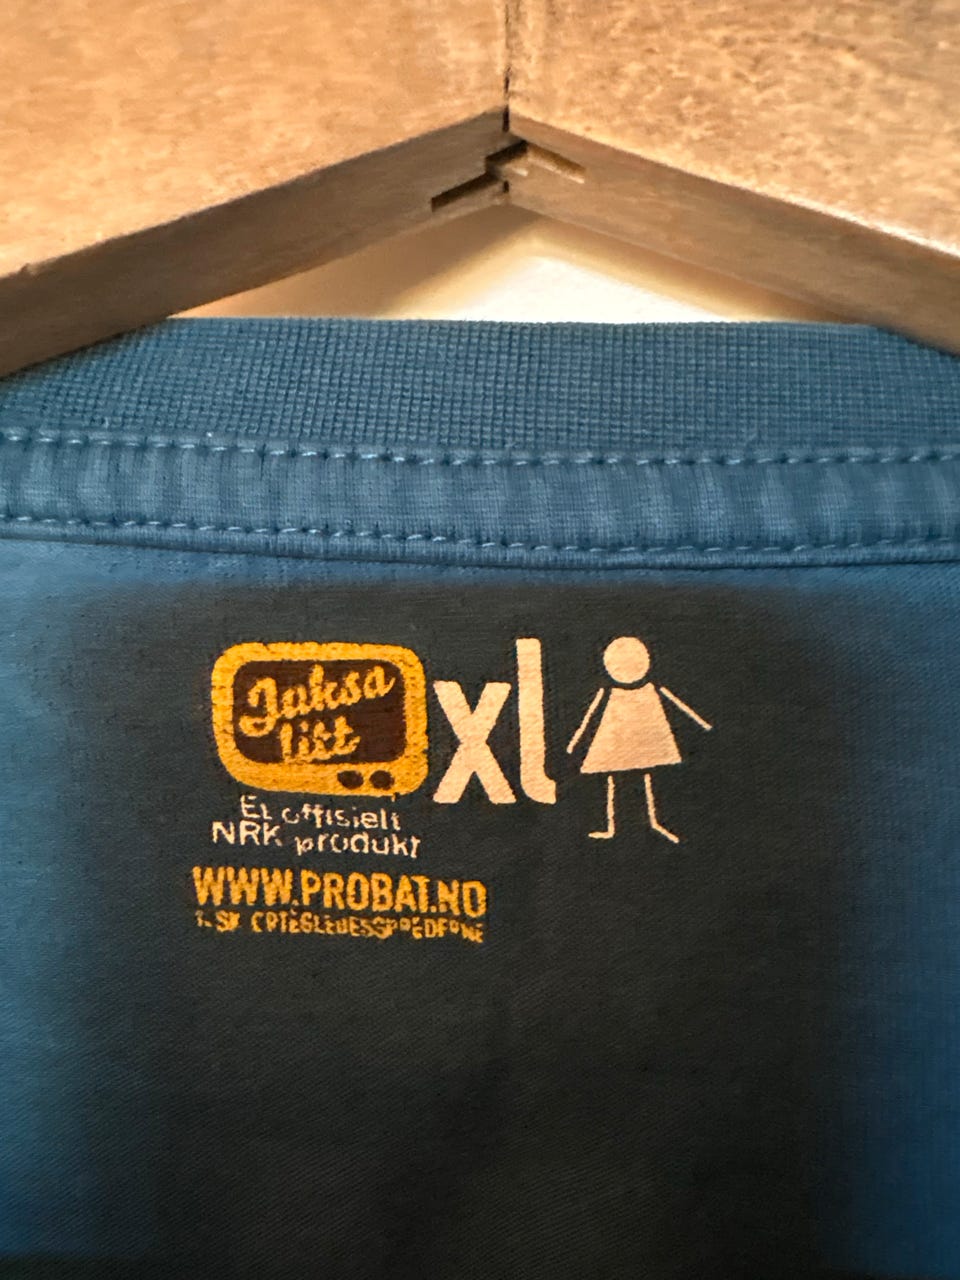 Jaksa
litt
xl
Et offisielt
NRK produkt
WWW.PROBAT.NO